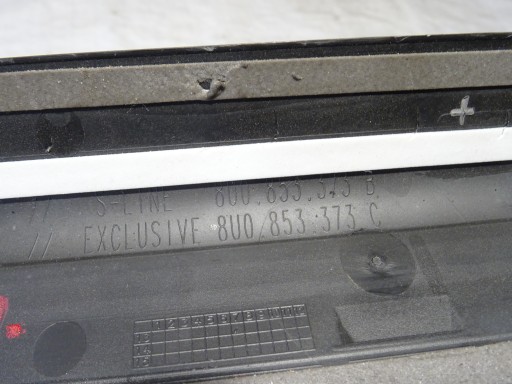 // S-LINE 8U0.853.373 B
// EXCLUSIVE 8U0/853.373 C